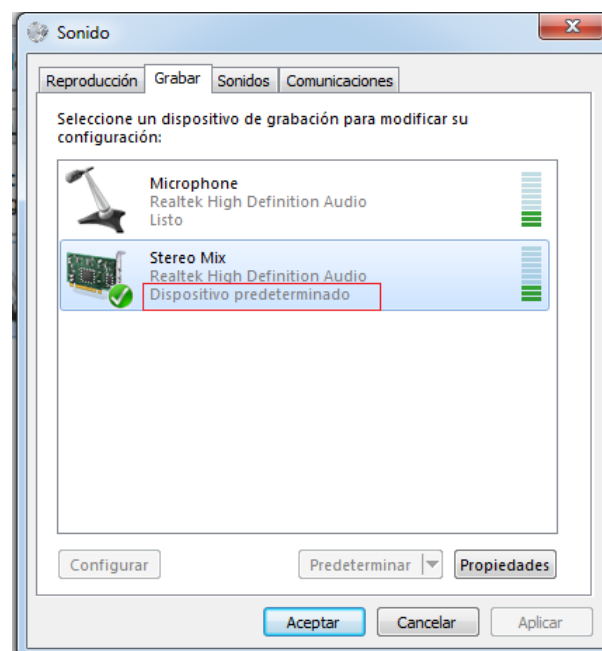 Sonido
Reproducción Grabar Sonidos Comunicaciones
Seleccione un dispositivo de grabación para modificar su
configuración:
Microphone
Realtek High Definition Audio
Listo
Stereo Mix
Realtek High Definition Audio
Dispositivo predeterminado
Configurar Predeterminar Propiedades
Aceptar Cancelar Aplicar